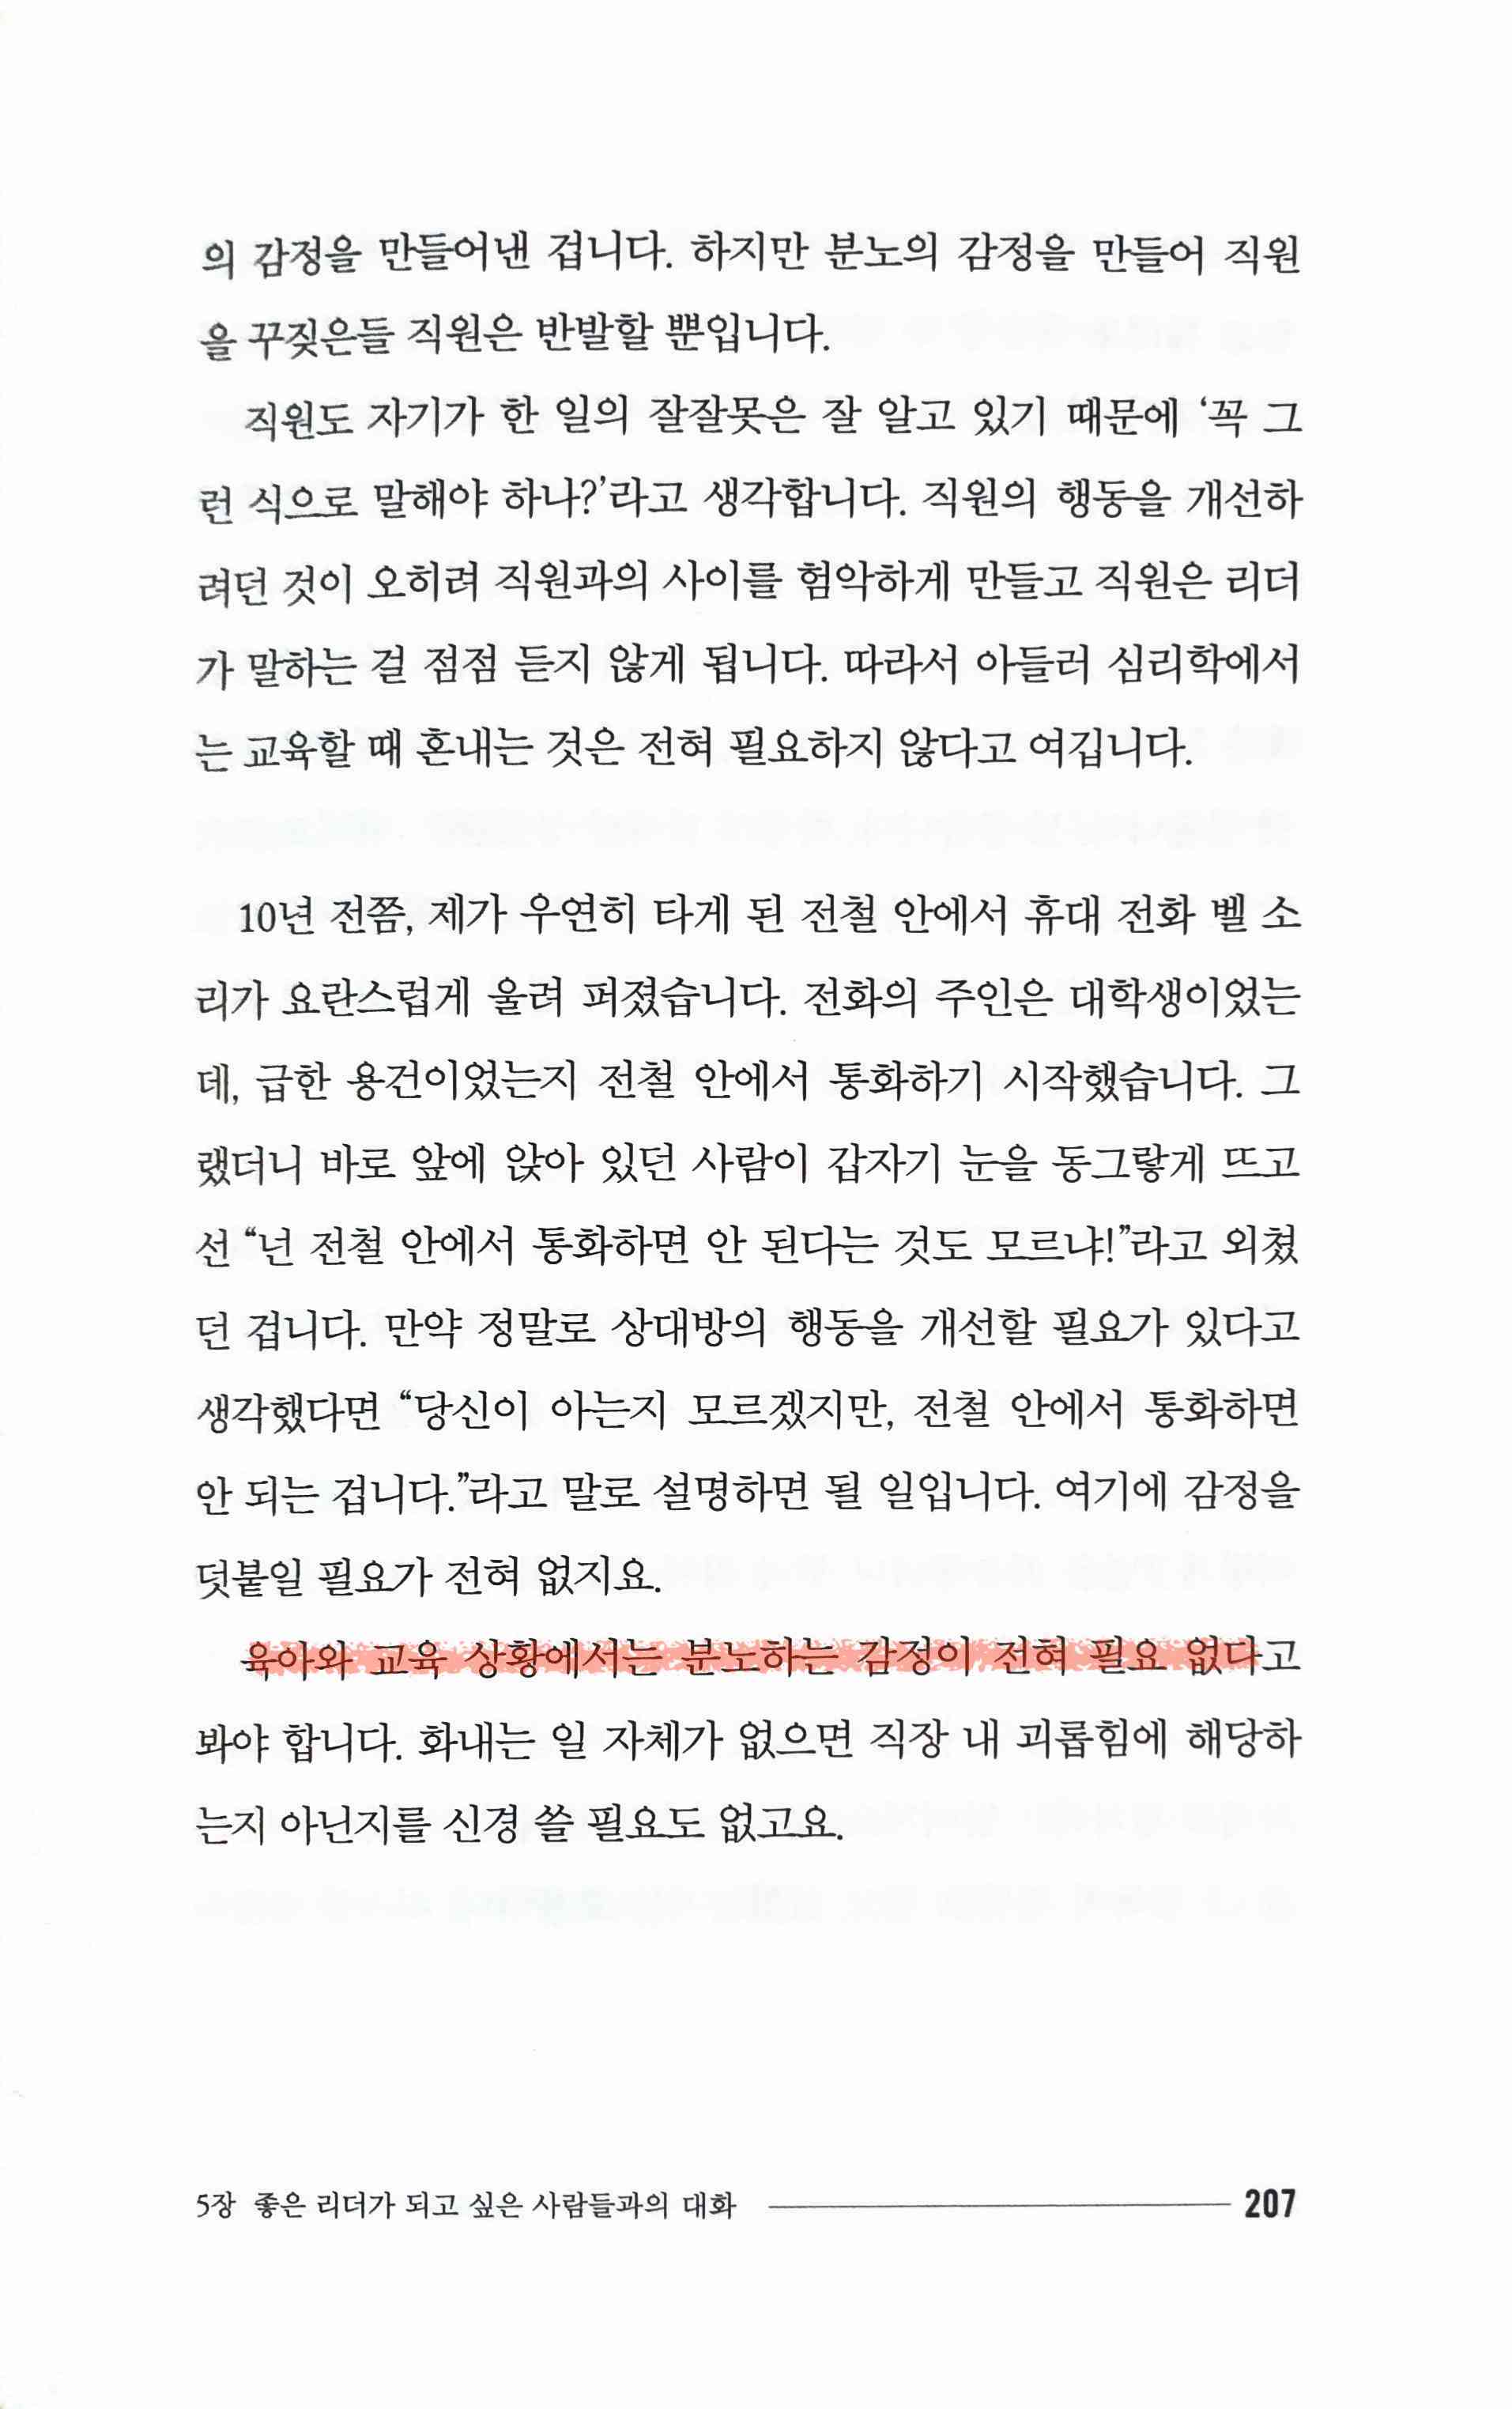 의 감정을 만들어낸 겁니다. 하지만 분노의 감정을 만들어 직원
을 꾸짖은들 직원은 반발할 뿐입니다.
직원도 자기가 한 일의 잘잘못은 잘 알고 있기 때문에 ‘꼭 그
런 식으로 말해야 하나?’라고 생각합니다. 직원의 행동을 개선하
려던 것이 오히려 직원과의 사이를 험악하게 만들고 직원은 리더
가 말하는 걸 점점 듣지 않게 됩니다. 따라서 아들러 심리학에서
는 교육할 때 혼내는 것은 전혀 필요하지 않다고 여깁니다.
10년 전쯤, 제가 우연히 타게 된 전철 안에서 휴대 전화 벨 소
리가 요란스럽게 울려 퍼졌습니다. 전화의 주인은 대학생이었는
데, 급한 용건이었는지 전철 안에서 통화하기 시작했습니다. 그
랬더니 바로 앞에 앉아 있던 사람이 갑자기 눈을 동그랗게 뜨고
선 “넌 전철 안에서 통화하면 안 된다는 것도 모르냐!”라고 외쳤
던 겁니다. 만약 정말로 상대방의 행동을 개선할 필요가 있다고
생각했다면 “당신이 아는지 모르겠지만, 전철 안에서 통화하면
안 되는 겁니다.”라고 말로 설명하면 될 일입니다. 여기에 감정을
덧붙일 필요가 전혀 없지요.
육아와 교육 상황에서는 분노하는 감정이 전혀 필요 없다고
봐야 합니다. 화내는 일 자체가 없으면 직장 내 괴롭힘에 해당하
는지 아닌지를 신경 쓸 필요도 없고요.
5장 좋은 리더가 되고 싶은 사람들과의 대화 207